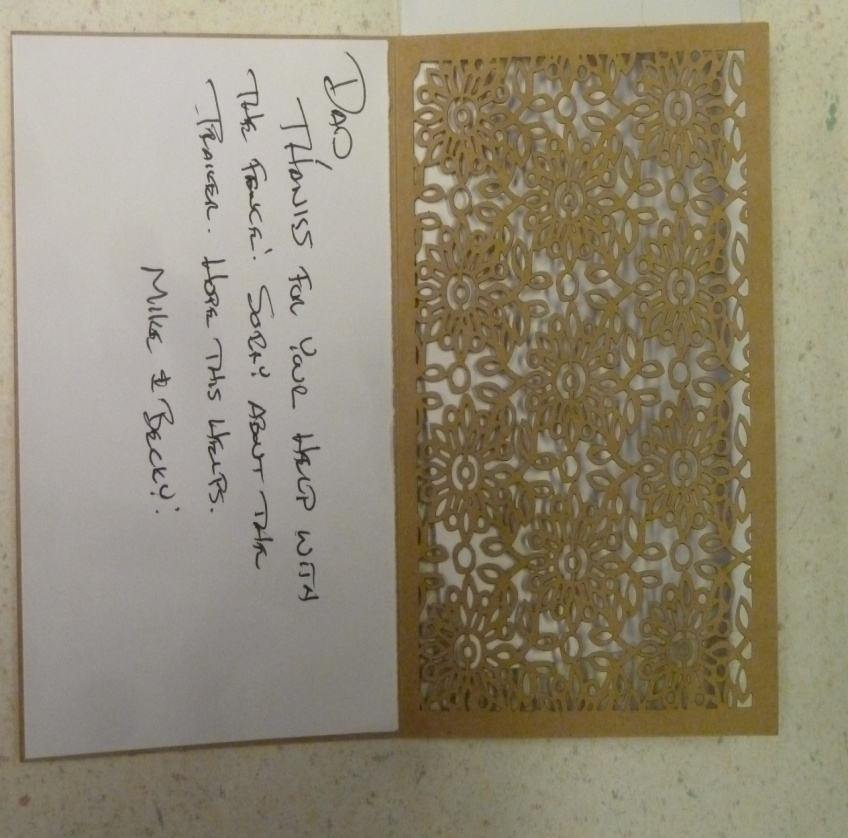 DAD
THANKS FOR YOUR HELP WITH
THE FENCE! SORRY ABOUT THE
TRAILER. HOPE THIS HELPS.
MIKE & BECKY!